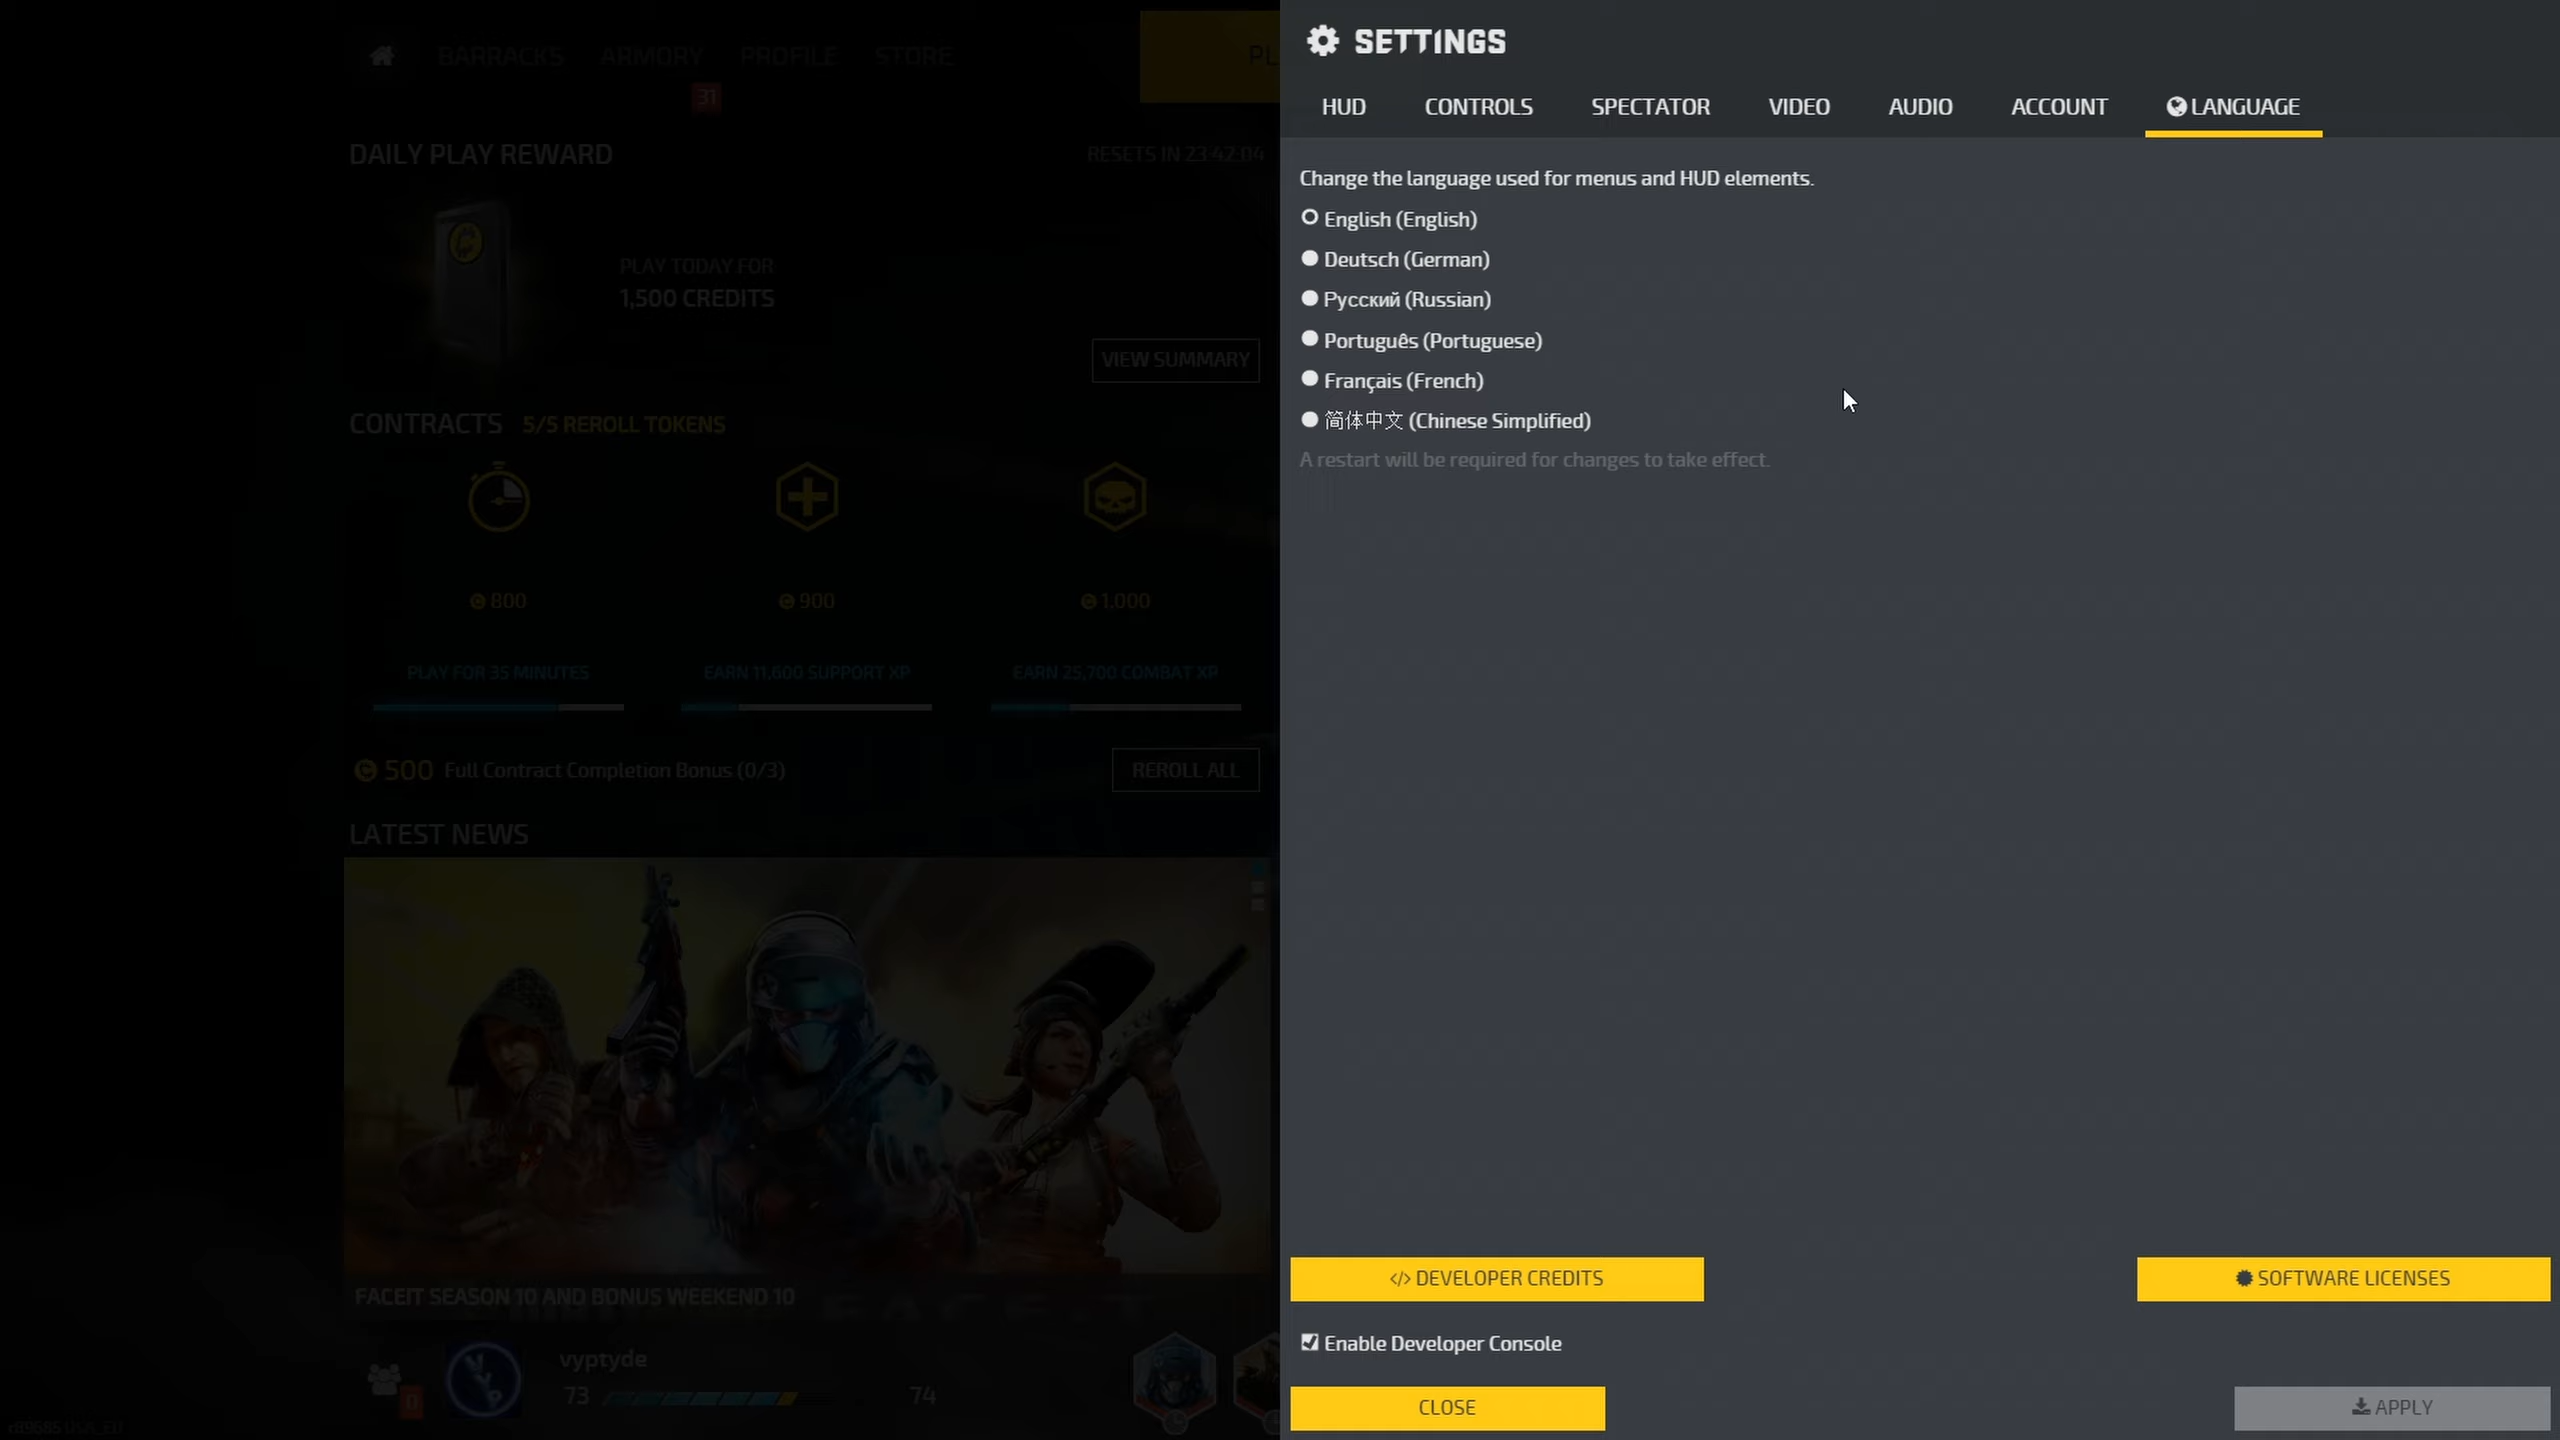 BARRACKS ARMORY PROFILE STORE
31
DAILY PLAY REWARD
RESETS IN 23:42:04
PLAY TODAY FOR
1,500 CREDITS
VIEW SUMMARY
CONTRACTS 5/5 REROLL TOKENS
800
900
1,000
PLAY FOR 35 MINUTES
EARN 11,600 SUPPORT XP
EARN 25,700 COMBAT XP
500 Full Contract Completion Bonus (0/3)
REROLL ALL
LATEST NEWS
FACEIT SEASON 10 AND BONUS WEEKEND 10
vyptyde
0
73
74
SETTINGS
HUD CONTROLS SPECTATOR VIDEO AUDIO ACCOUNT LANGUAGE
Change the language used for menus and HUD elements.
English (English)
Deutsch (German)
Русский (Russian)
Português (Portuguese)
Français (French)
简体中文 (Chinese Simplified)
A restart will be required for changes to take effect.
</> DEVELOPER CREDITS
SOFTWARE LICENSES
Enable Developer Console
CLOSE
APPLY